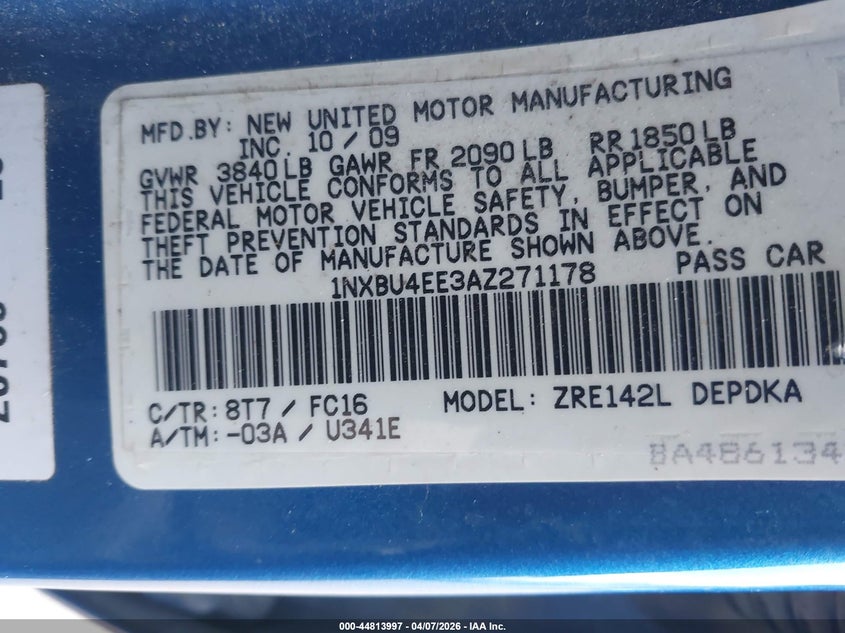 MFD.BY: NEW UNITED MOTOR MANUFACTURING
INC. 10 / 09
GVWR 3840 LB GAWR FR 2090 LB RR 1850 LB
THIS VEHICLE CONFORMS TO ALL APPLICABLE
FEDERAL MOTOR VEHICLE SAFETY, BUMPER, AND
THEFT PREVENTION STANDARDS IN EFFECT ON
THE DATE OF MANUFACTURE SHOWN ABOVE.
1NXBU4EE3AZ271178 PASS CAR
C/TR: 8T7 / FC16 MODEL: ZRE142L DEPDKA
A/TM: -03A / U341E
BA486134
000-44813997 04/07/2026 - IAA Inc.